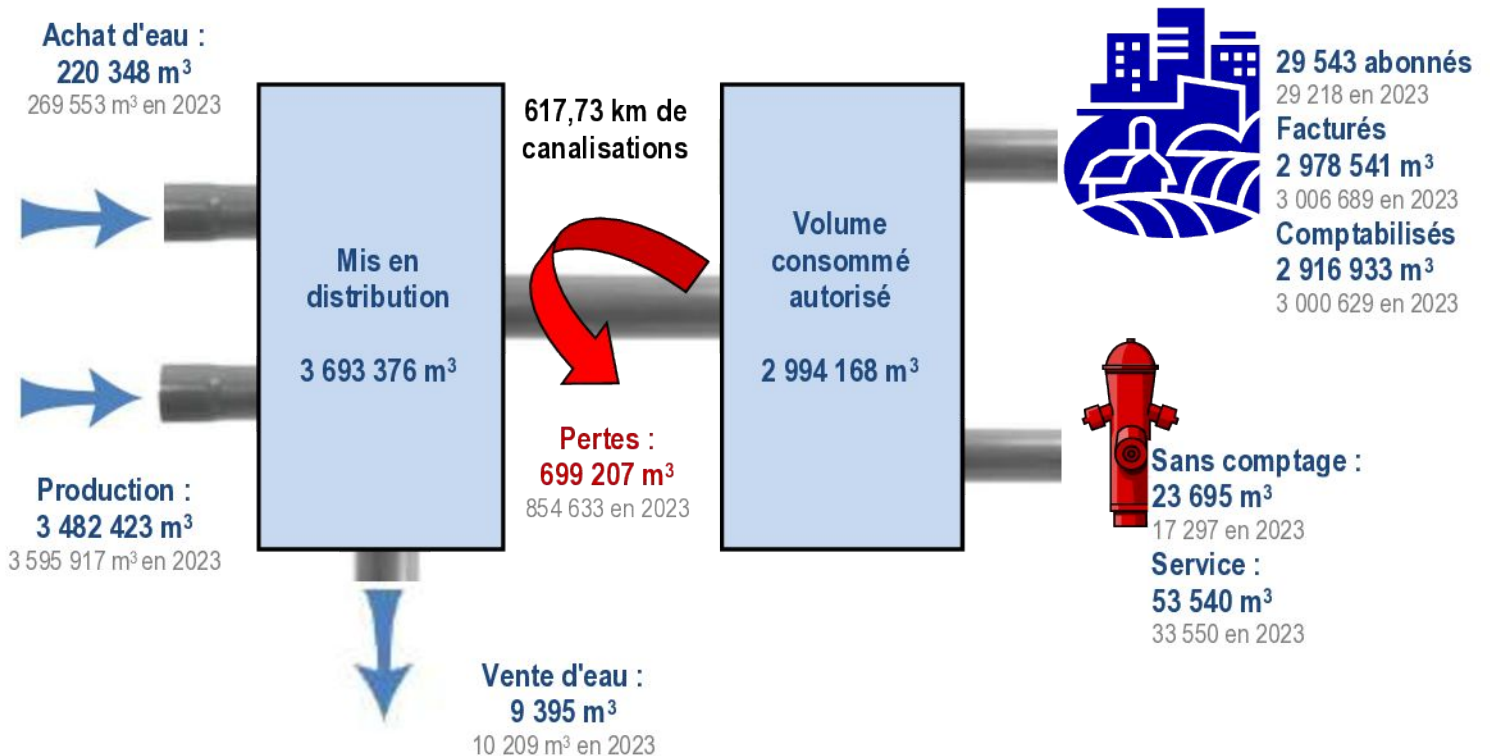 Achat d'eau :
220 348 m³
269 553 m³ en 2023
Production :
3 482 423 m³
3 595 917 m³ en 2023
Mis en
distribution
3 693 376 m³
Vente d'eau :
9 395 m³
10 209 m³ en 2023
617,73 km de
canalisations
Pertes :
699 207 m³
854 633 en 2023
Volume
consommé
autorisé
2 994 168 m³
29 543 abonnés
29 218 en 2023
Facturés
2 978 541 m³
3 006 689 en 2023
Comptabilisés
2 916 933 m³
3 000 629 en 2023
Sans comptage :
23 695 m³
17 297 en 2023
Service :
53 540 m³
33 550 en 2023